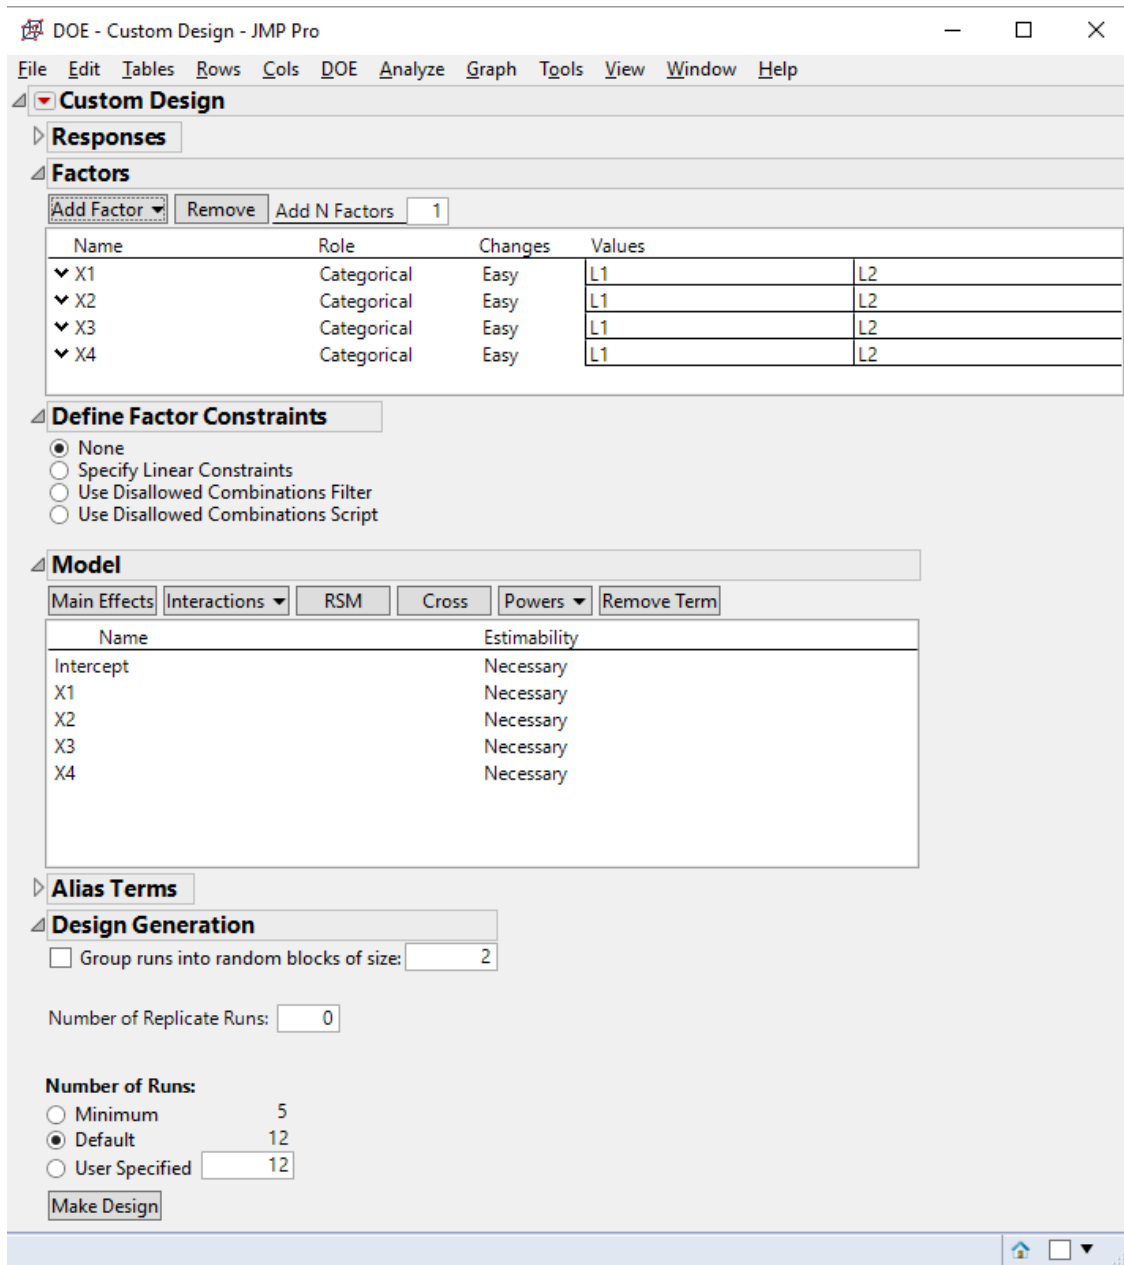 DOE - Custom Design - JMP Pro
File Edit Tables Rows Cols DOE Analyze Graph Tools View Window Help
Custom Design
Responses
Factors
Add Factor Remove Add N Factors 1
Name Role Changes Values
X1 Categorical Easy L1 L2
X2 Categorical Easy L1 L2
X3 Categorical Easy L1 L2
X4 Categorical Easy L1 L2
Define Factor Constraints
None
Specify Linear Constraints
Use Disallowed Combinations Filter
Use Disallowed Combinations Script
Model
Main Effects Interactions RSM Cross Powers Remove Term
Name Estimability
Intercept Necessary
X1 Necessary
X2 Necessary
X3 Necessary
X4 Necessary
Alias Terms
Design Generation
Group runs into random blocks of size: 2
Number of Replicate Runs: 0
Number of Runs:
Minimum 5
Default 12
User Specified 12
Make Design